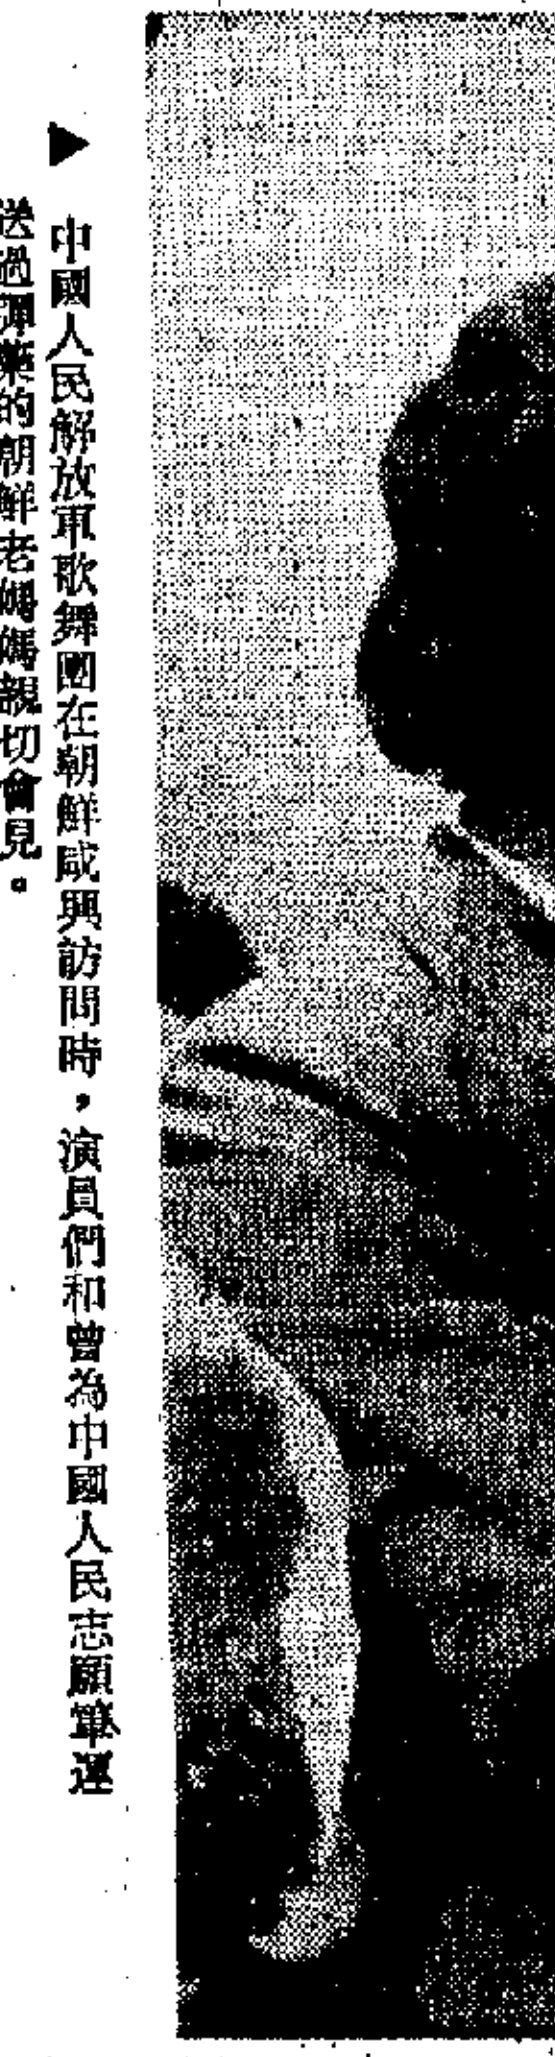 中國人民解放軍歌舞團在朝鮮咸興訪問時，演員們和曾為中國人民志願軍運
送過彈藥的朝鮮老媽媽親切會見。